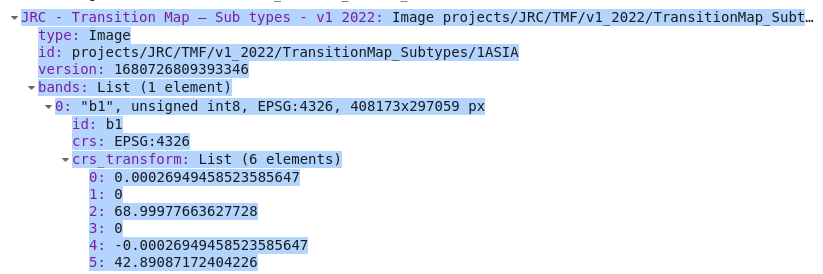 JRC - Transition Map – Sub types - v1 2022: Image projects/JRC/TMF/v1_2022/TransitionMap_Subt…
type: Image
id: projects/JRC/TMF/v1_2022/TransitionMap_Subtypes/1ASIA
version: 1680726809393346
bands: List (1 element)
0: "b1", unsigned int8, EPSG:4326, 408173x297059 px
id: b1
crs: EPSG:4326
crs_transform: List (6 elements)
0: 0.00026949458523585647
1: 0
2: 68.99977663627728
3: 0
4: -0.00026949458523585647
5: 42.89087172404226